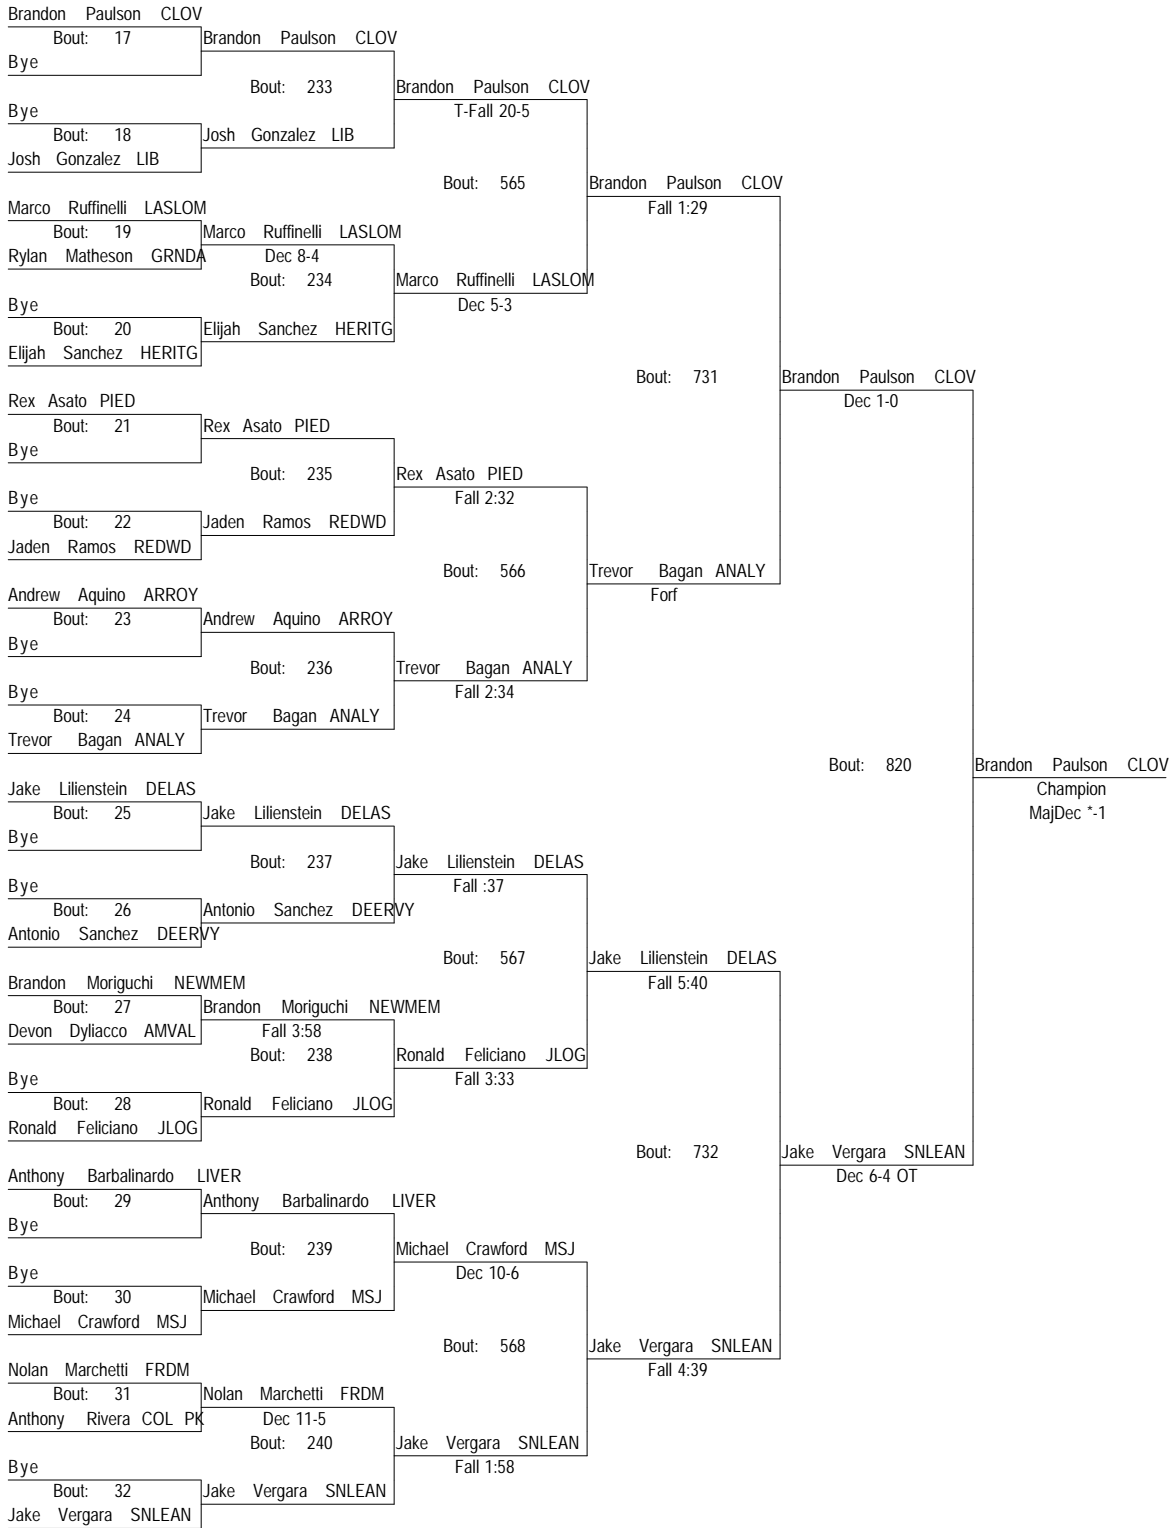 Brandon Paulson CLOV
Bout: 17
Bye
Brandon Paulson CLOV
Bout: 233
Bye
Bout: 18
Josh Gonzalez LIB
Josh Gonzalez LIB
Brandon Paulson CLOV
T-Fall 20-5
Bout: 565
Marco Ruffinelli LASLOM
Bout: 19
Rylan Matheson GRNDA
Marco Ruffinelli LASLOM
Dec 8-4
Bout: 234
Bye
Bout: 20
Elijah Sanchez HERITG
Elijah Sanchez HERITG
Marco Ruffinelli LASLOM
Dec 5-3
Brandon Paulson CLOV
Fall 1:29
Bout: 731
Rex Asato PIED
Bout: 21
Bye
Rex Asato PIED
Bout: 235
Bye
Bout: 22
Jaden Ramos REDWD
Jaden Ramos REDWD
Rex Asato PIED
Fall 2:32
Bout: 566
Andrew Aquino ARROY
Bout: 23
Bye
Andrew Aquino ARROY
Bout: 236
Bye
Bout: 24
Trevor Bagan ANALY
Trevor Bagan ANALY
Trevor Bagan ANALY
Fall 2:34
Trevor Bagan ANALY
Forf
Brandon Paulson CLOV
Dec 1-0
Bout: 820
Brandon Paulson CLOV
Champion
MajDec *-1
Jake Lilienstein DELAS
Bout: 25
Bye
Jake Lilienstein DELAS
Bout: 237
Bye
Bout: 26
Antonio Sanchez DEERVY
Antonio Sanchez DEERVY
Jake Lilienstein DELAS
Fall :37
Bout: 567
Brandon Moriguchi NEWMEM
Bout: 27
Devon Dyliacco AMVAL
Brandon Moriguchi NEWMEM
Fall 3:58
Bout: 238
Bye
Bout: 28
Ronald Feliciano JLOG
Ronald Feliciano JLOG
Ronald Feliciano JLOG
Fall 3:33
Jake Lilienstein DELAS
Fall 5:40
Bout: 732
Jake Vergara SNLEAN
Dec 6-4 OT
Anthony Barbalinardo LIVER
Bout: 29
Bye
Anthony Barbalinardo LIVER
Bout: 239
Bye
Bout: 30
Michael Crawford MSJ
Michael Crawford MSJ
Michael Crawford MSJ
Dec 10-6
Bout: 568
Jake Vergara SNLEAN
Fall 4:39
Nolan Marchetti FRDM
Bout: 31
Anthony Rivera COL PK
Nolan Marchetti FRDM
Dec 11-5
Bout: 240
Bye
Bout: 32
Jake Vergara SNLEAN
Jake Vergara SNLEAN
Jake Vergara SNLEAN
Fall 1:58